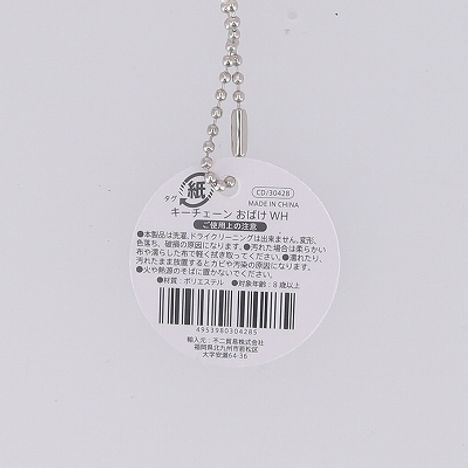 CD/30428
紙
タグ
MADE IN CHINA
キーチェーン おばけ WH
ご使用上の注意
●本製品は洗濯、ドライクリーニングは出来ません。変形、
色落ち、破損の原因になります。●汚れた場合は柔らかい
布や濡らした布で軽く拭き取ってください。●濡れたり、
汚れたまま放置するとカビや汚染の原因になります。
●火や熱源のそばに置かないでください。
●材質：ポリエステル ●対象年齢：8歳以上
4953980304285
輸入元：不二貿易株式会社
福岡県北九州市若松区
大字安瀬64-36